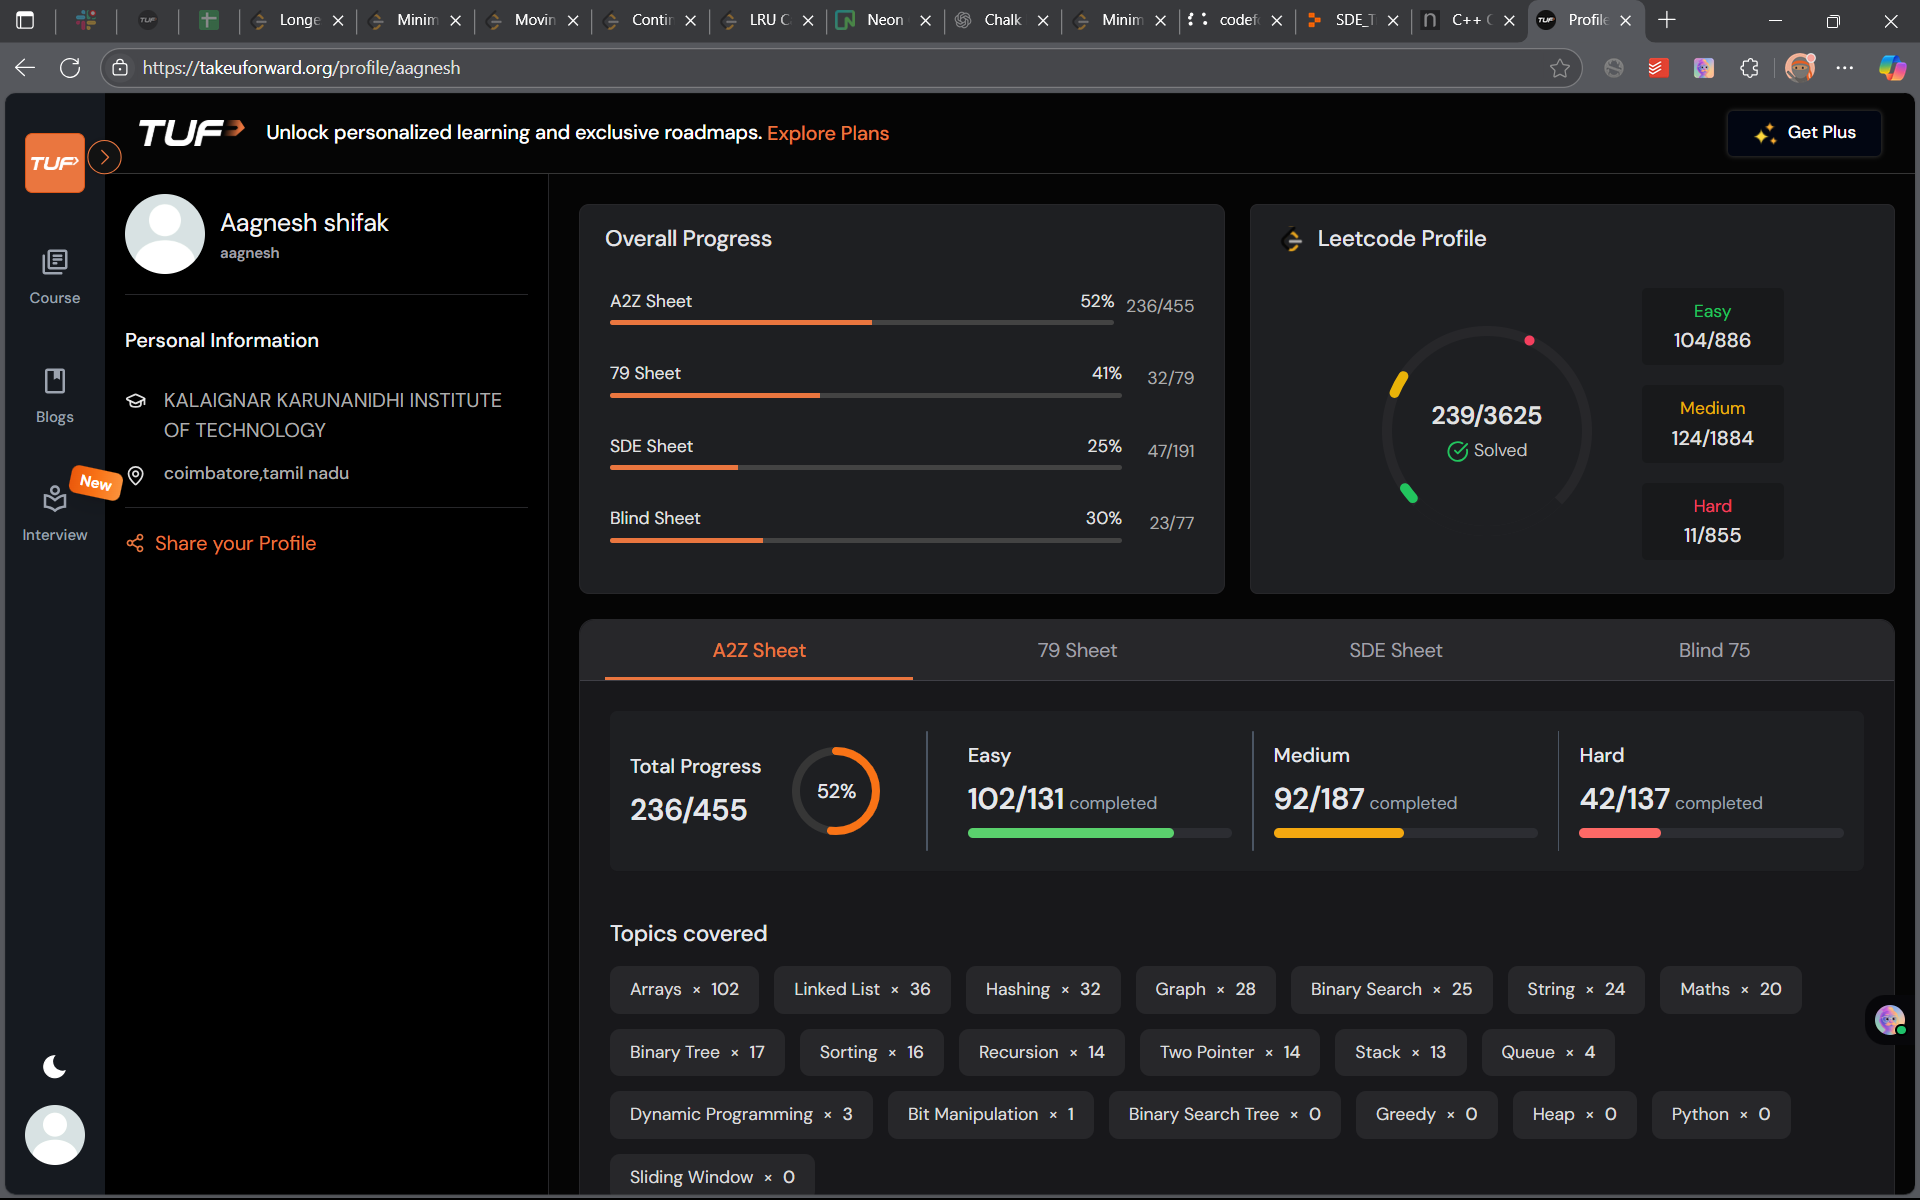 Longe
Minim
Movin
Contin
LRU C
Neon
Chalk
Minim
codefo
SDE_T
C++ C
Profile
https://takeuforward.org/profile/aagnesh
TUF
Unlock personalized learning and exclusive roadmaps. Explore Plans
Get Plus
TUF
Course
Blogs
New
Interview
Aagnesh shifak
aagnesh
Personal Information
KALAIGNAR KARUNANIDHI INSTITUTE
OF TECHNOLOGY
coimbatore,tamil nadu
Share your Profile
Overall Progress
A2Z Sheet 52% 236/455
79 Sheet 41% 32/79
SDE Sheet 25% 47/191
Blind Sheet 30% 23/77
Leetcode Profile
239/3625
Solved
Easy
104/886
Medium
124/1884
Hard
11/855
A2Z Sheet 79 Sheet SDE Sheet Blind 75
Total Progress
236/455
52%
Easy
102/131 completed
Medium
92/187 completed
Hard
42/137 completed
Topics covered
Arrays × 102 Linked List × 36 Hashing × 32 Graph × 28 Binary Search × 25 String × 24 Maths × 20
Binary Tree × 17 Sorting × 16 Recursion × 14 Two Pointer × 14 Stack × 13 Queue × 4
Dynamic Programming × 3 Bit Manipulation × 1 Binary Search Tree × 0 Greedy × 0 Heap × 0 Python × 0
Sliding Window × 0